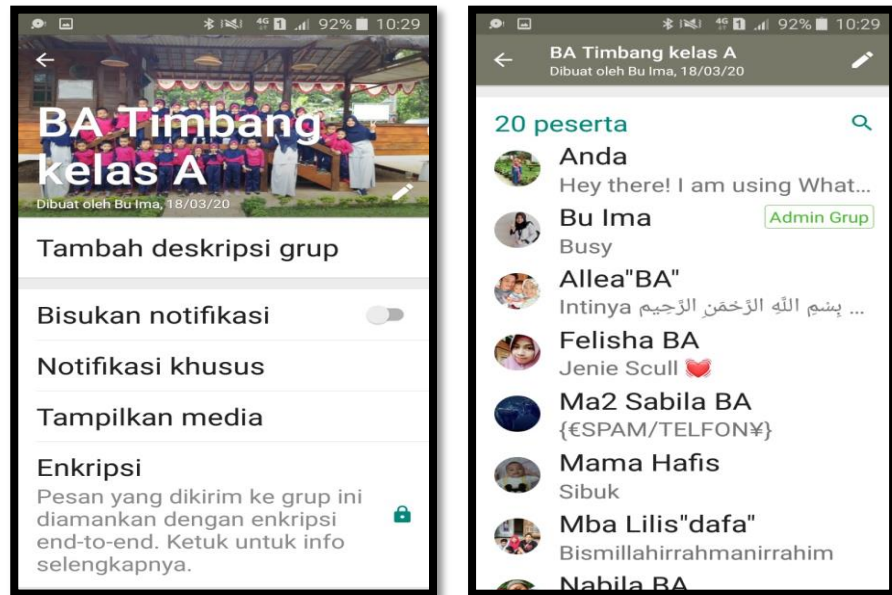 4G 1 92% 10:29
BA Timbang
kelas A
Dibuat oleh Bu Ima, 18/03/20
Tambah deskripsi grup
Bisukan notifikasi
Notifikasi khusus
Tampilkan media
Enkripsi
Pesan yang dikirim ke grup ini
diamankan dengan enkripsi
end-to-end. Ketuk untuk info
selengkapnya.
4G 1 92% 10:29
BA Timbang kelas A
Dibuat oleh Bu Ima, 18/03/20
20 peserta
Anda
Hey there! I am using What...
Bu Ima
Admin Grup
Busy
Allea"BA"
Intinya بِسْمِ اللَّهِ الرَّحْمَنِ الرَّحِيم ...
Felisha BA
Jenie Scull 💓
Ma2 Sabila BA
{€SPAM/TELFON¥}
Mama Hafis
Sibuk
Mba Lilis"dafa"
Bismillahirrahmanirrahim
Nabila BA